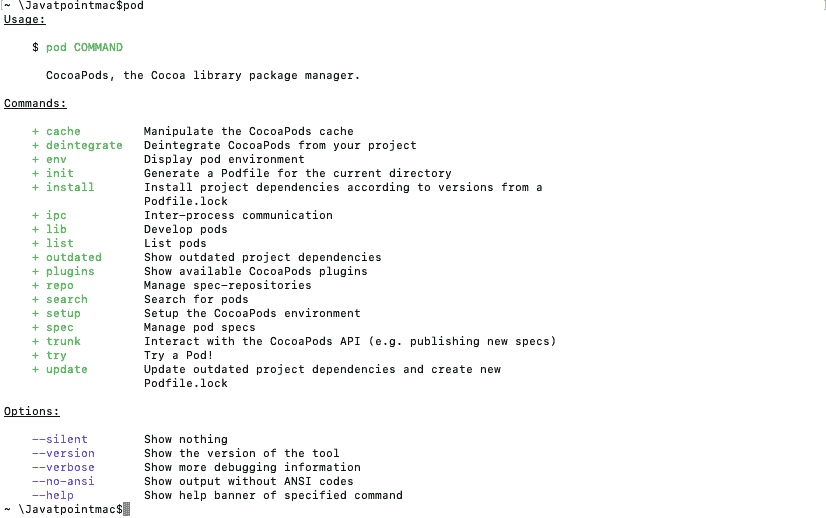 ~ \Javatpointmac$pod
Usage:
$ pod COMMAND
CocoaPods, the Cocoa library package manager.
Commands:
+ cache Manipulate the CocoaPods cache
+ deintegrate Deintegrate CocoaPods from your project
+ env Display pod environment
+ init Generate a Podfile for the current directory
+ install Install project dependencies according to versions from a
Podfile.lock
+ ipc Inter-process communication
+ lib Develop pods
+ list List pods
+ outdated Show outdated project dependencies
+ plugins Show available CocoaPods plugins
+ repo Manage spec-repositories
+ search Search for pods
+ setup Setup the CocoaPods environment
+ spec Manage pod specs
+ trunk Interact with the CocoaPods API (e.g. publishing new specs)
+ try Try a Pod!
+ update Update outdated project dependencies and create new
Podfile.lock
Options:
--silent Show nothing
--version Show the version of the tool
--verbose Show more debugging information
--no-ansi Show output without ANSI codes
--help Show help banner of specified command
~ \Javatpointmac$